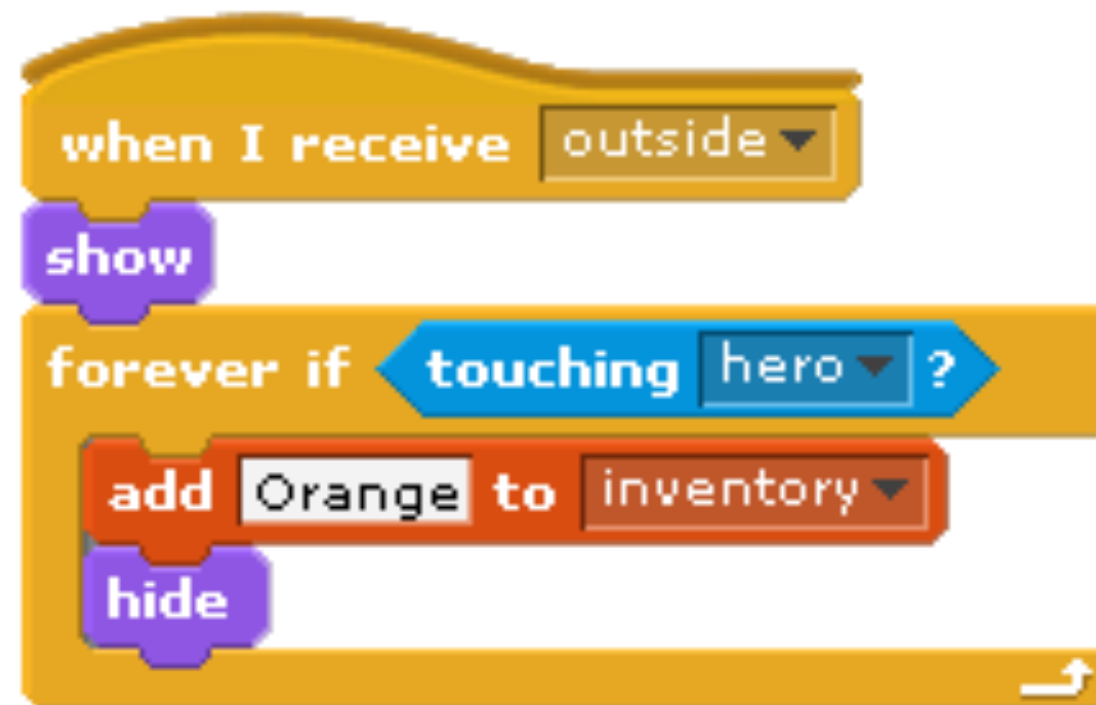 when I receive outside
show
forever if touching hero ?
add Orange to inventory
hide